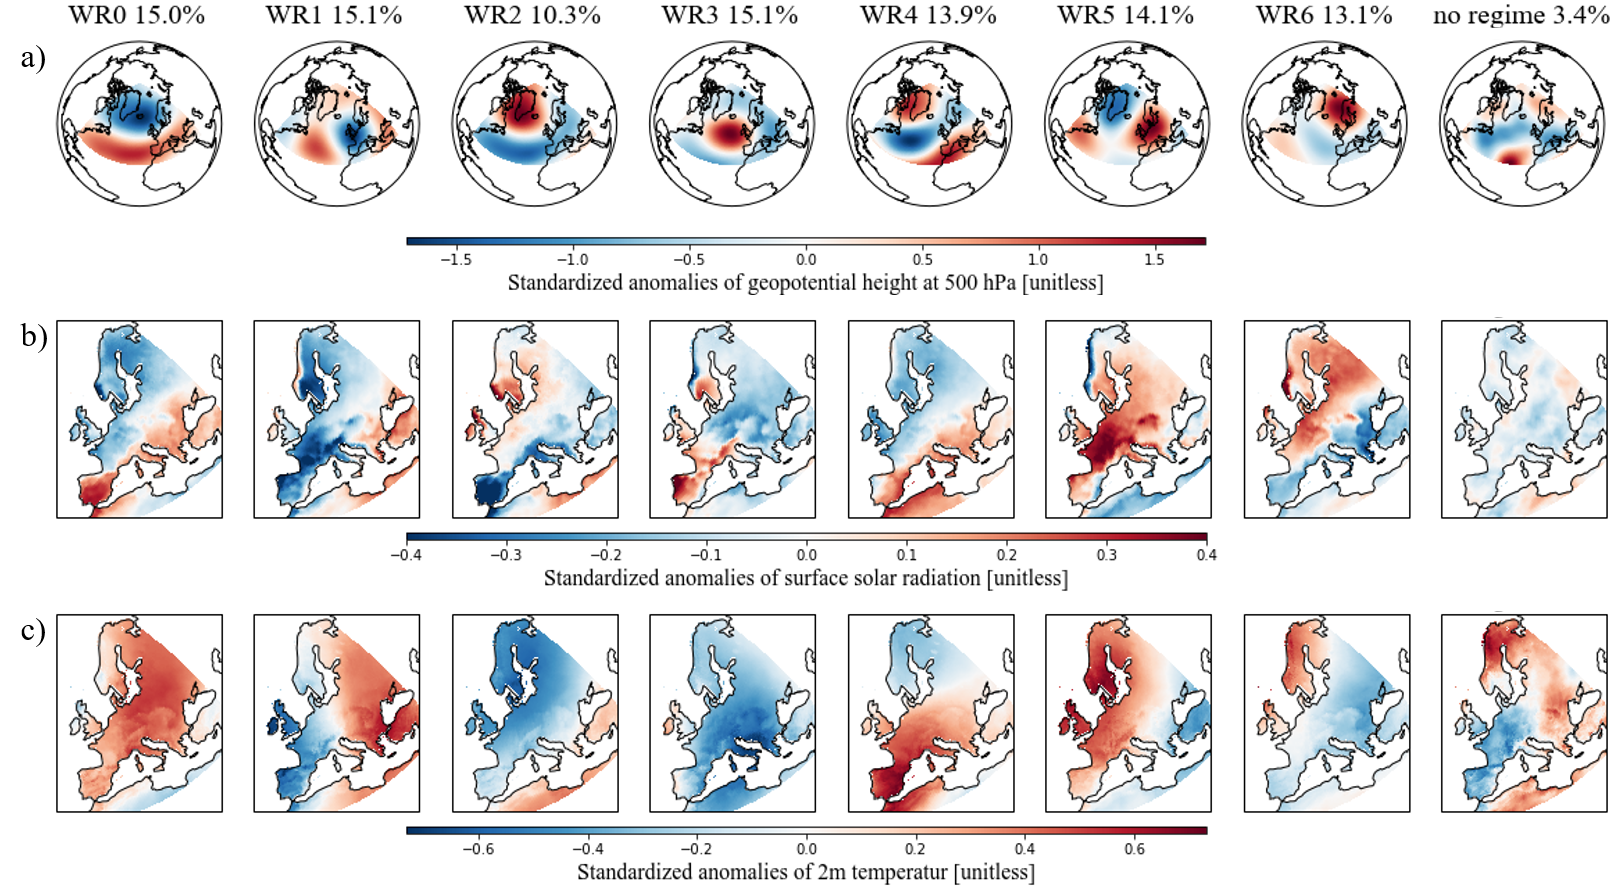 WR0 15.0% WR1 15.1% WR2 10.3% WR3 15.1% WR4 13.9% WR5 14.1% WR6 13.1% no regime 3.4%
a)
−1.5 −1.0 −0.5 0.0 0.5 1.0 1.5
Standardized anomalies of geopotential height at 500 hPa [unitless]
b)
−0.4 −0.3 −0.2 −0.1 0.0 0.1 0.2 0.3 0.4
Standardized anomalies of surface solar radiation [unitless]
c)
−0.6 −0.4 −0.2 0.0 0.2 0.4 0.6
Standardized anomalies of 2m temperatur [unitless]